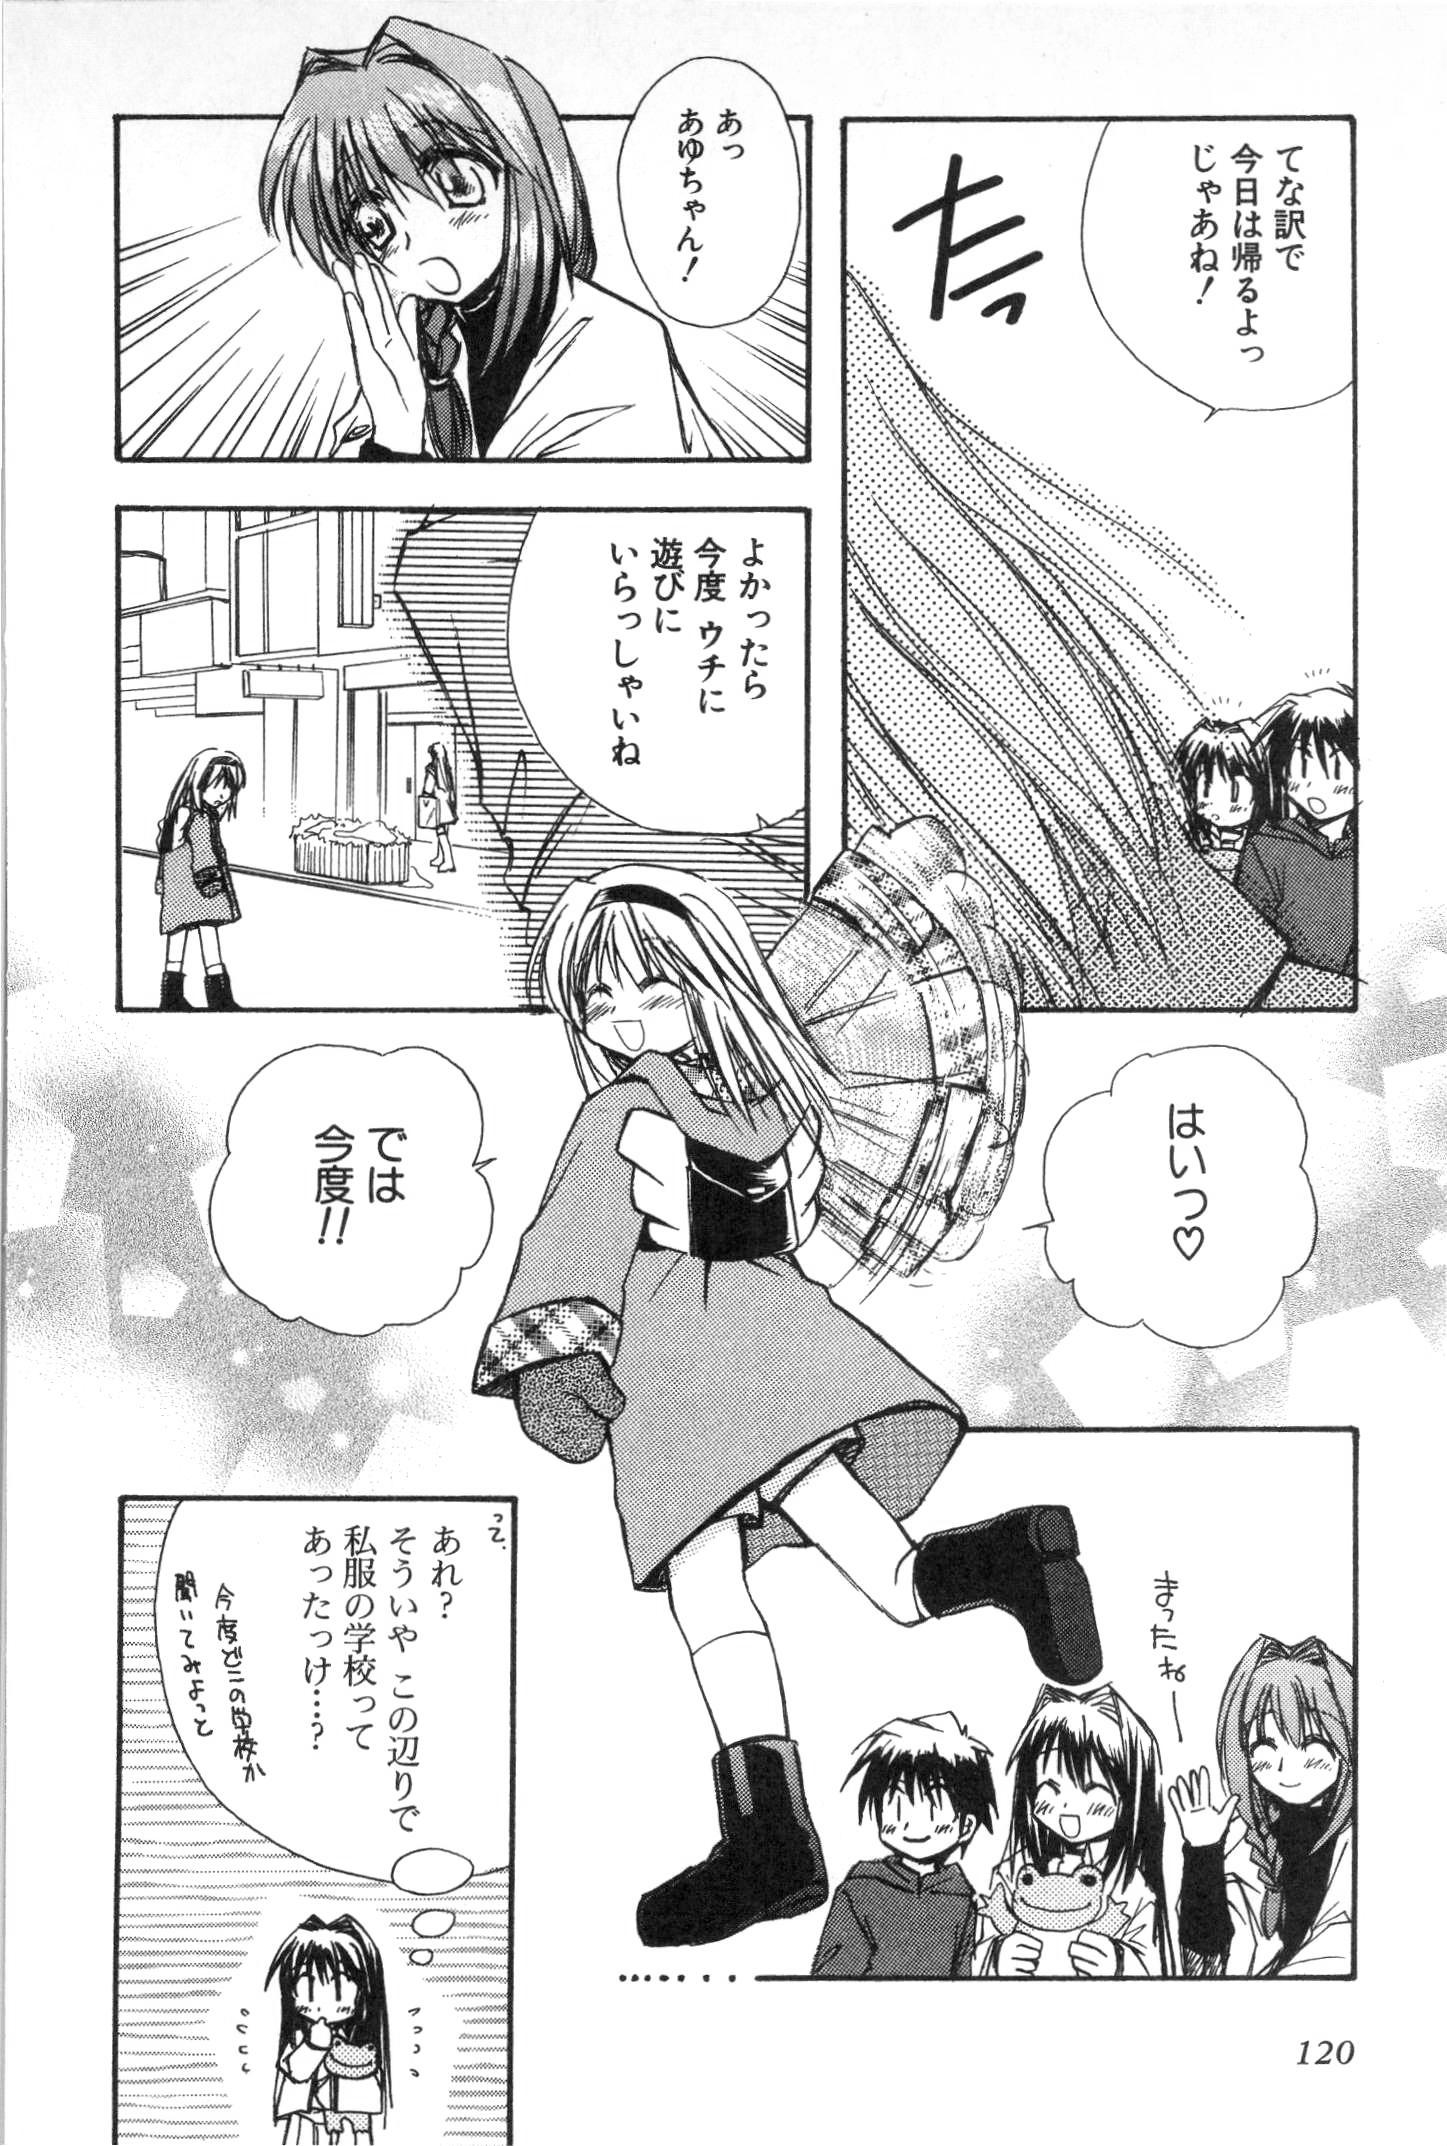 てな訳で
今日は帰るよっ
じゃあね！
たっ
あっ
あゆちゃん！
よかったら
今度 ウチに
遊びに
いらっしゃいね
はいっ♡
では
今度!!
まったねー
って、
あれ？
そういや この辺りで
私服の学校って
あったっけ…？
今度どこの学校か
聞いてみよっと
120